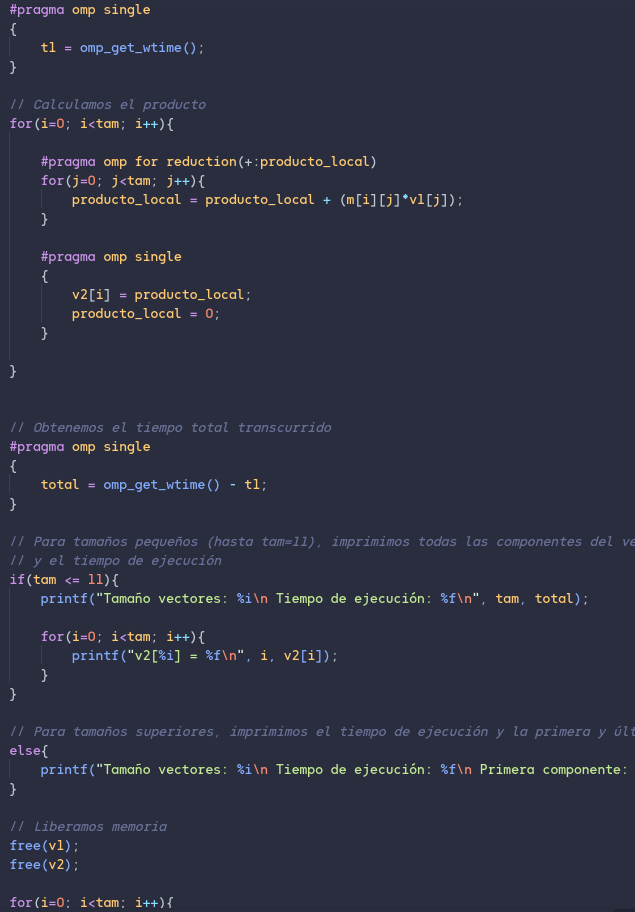 #pragma omp single
{
    t1 = omp_get_wtime();
}

// Calculamos el producto
for(i=0; i<tam; i++){

    #pragma omp for reduction(+:producto_local)
    for(j=0; j<tam; j++){
        producto_local = producto_local + (m[i][j]*v1[j]);
    }

    #pragma omp single
    {
        v2[i] = producto_local;
        producto_local = 0;
    }

}

// Obtenemos el tiempo total transcurrido
#pragma omp single
{
    total = omp_get_wtime() - t1;
}

// Para tamaños pequeños (hasta tam=11), imprimimos todas las componentes del ve
// y el tiempo de ejecución
if(tam <= 11){
    printf("Tamaño vectores: %i\n Tiempo de ejecución: %f\n", tam, total);

    for(i=0; i<tam; i++){
        printf("v2[%i] = %f\n", i, v2[i]);
    }
}

// Para tamaños superiores, imprimimos el tiempo de ejecución y la primera y últ
else{
    printf("Tamaño vectores: %i\n Tiempo de ejecución: %f\n Primera componente:
}

// Liberamos memoria
free(v1);
free(v2);

for(i=0; i<tam; i++){